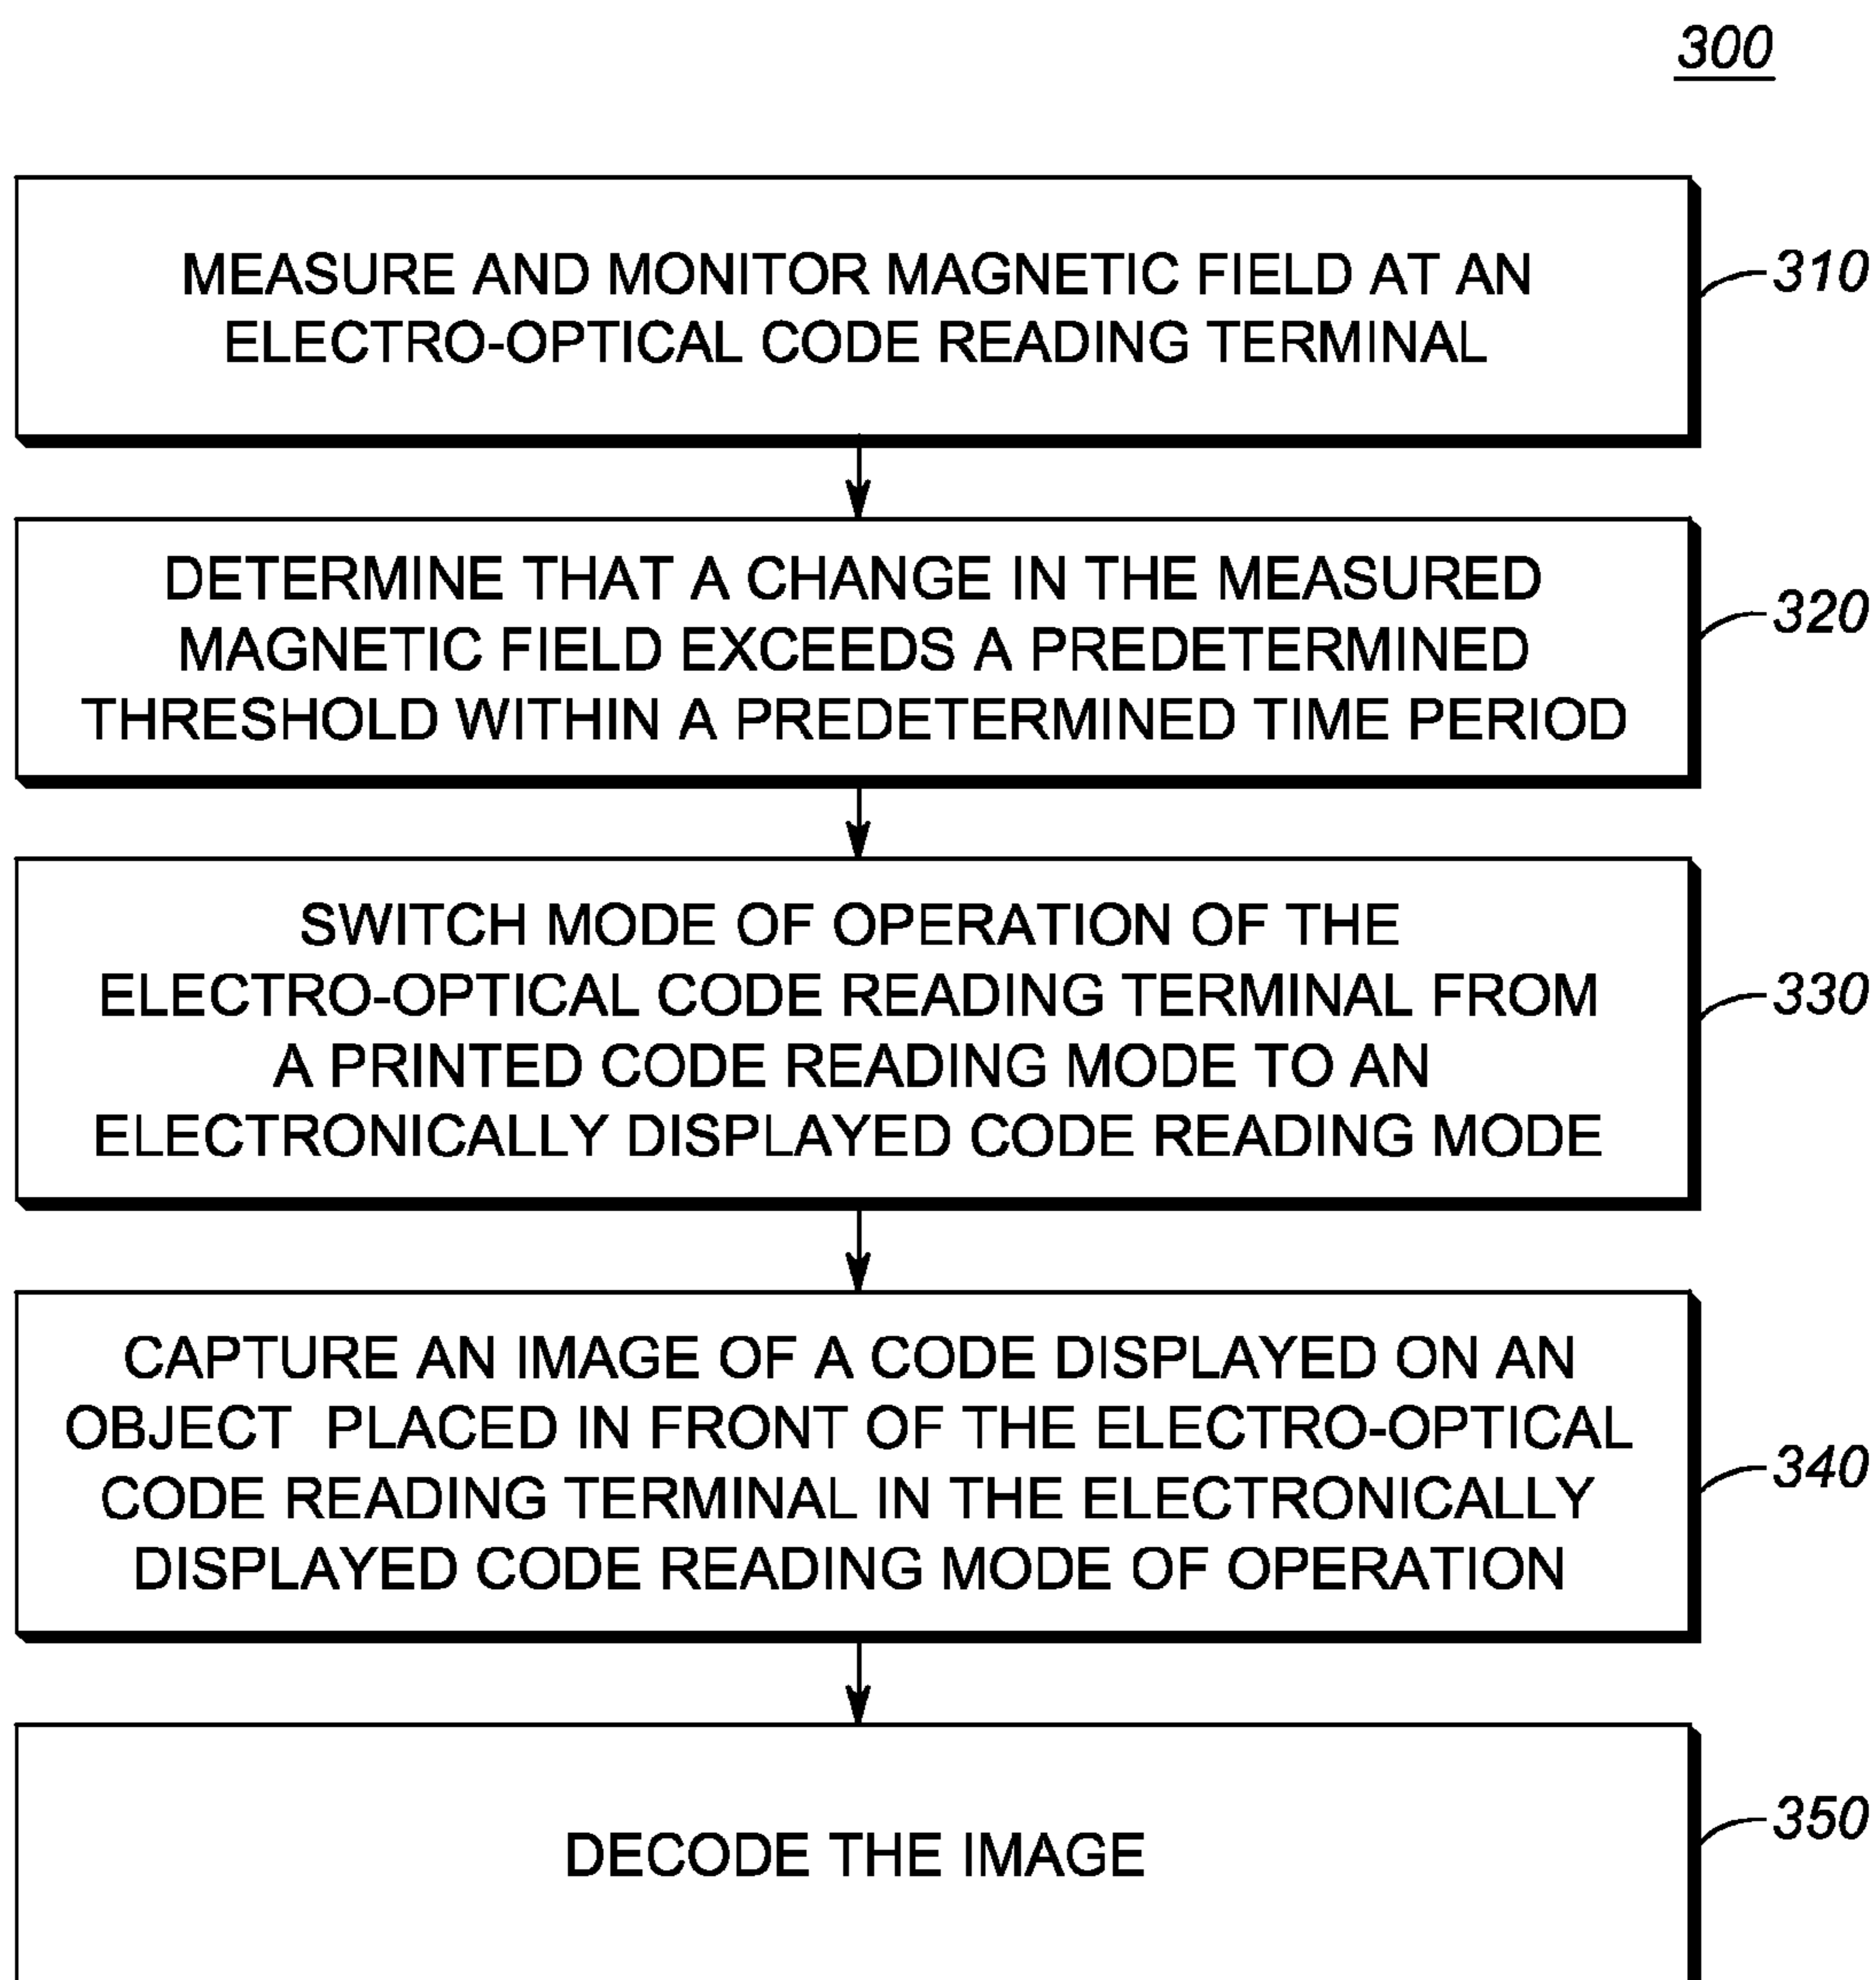 300
MEASURE AND MONITOR MAGNETIC FIELD AT AN
ELECTRO-OPTICAL CODE READING TERMINAL
310
DETERMINE THAT A CHANGE IN THE MEASURED
MAGNETIC FIELD EXCEEDS A PREDETERMINED
THRESHOLD WITHIN A PREDETERMINED TIME PERIOD
320
SWITCH MODE OF OPERATION OF THE
ELECTRO-OPTICAL CODE READING TERMINAL FROM
A PRINTED CODE READING MODE TO AN
ELECTRONICALLY DISPLAYED CODE READING MODE
330
CAPTURE AN IMAGE OF A CODE DISPLAYED ON AN
OBJECT PLACED IN FRONT OF THE ELECTRO-OPTICAL
CODE READING TERMINAL IN THE ELECTRONICALLY
DISPLAYED CODE READING MODE OF OPERATION
340
DECODE THE IMAGE
350